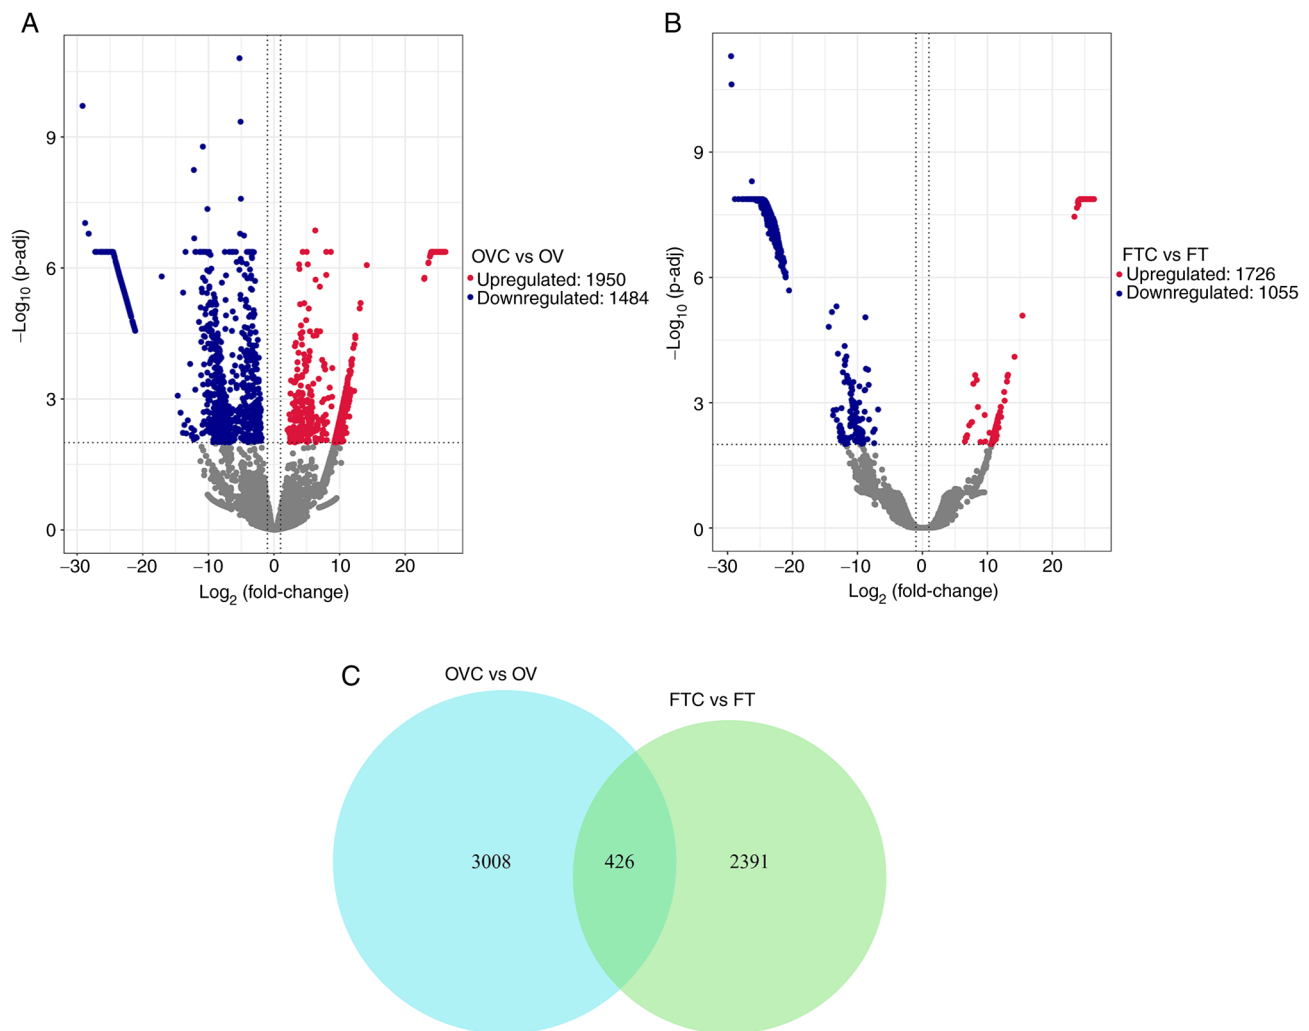 A
9
6
3
0
−30
−20
−10
0
10
20
−Log10 (p-adj)
Log2 (fold-change)
OVC vs OV
Upregulated: 1950
Downregulated: 1484
B
9
6
3
0
−30
−20
−10
0
10
20
−Log10 (p-adj)
Log2 (fold-change)
FTC vs FT
Upregulated: 1726
Downregulated: 1055
C
OVC vs OV
FTC vs FT
3008
426
2391